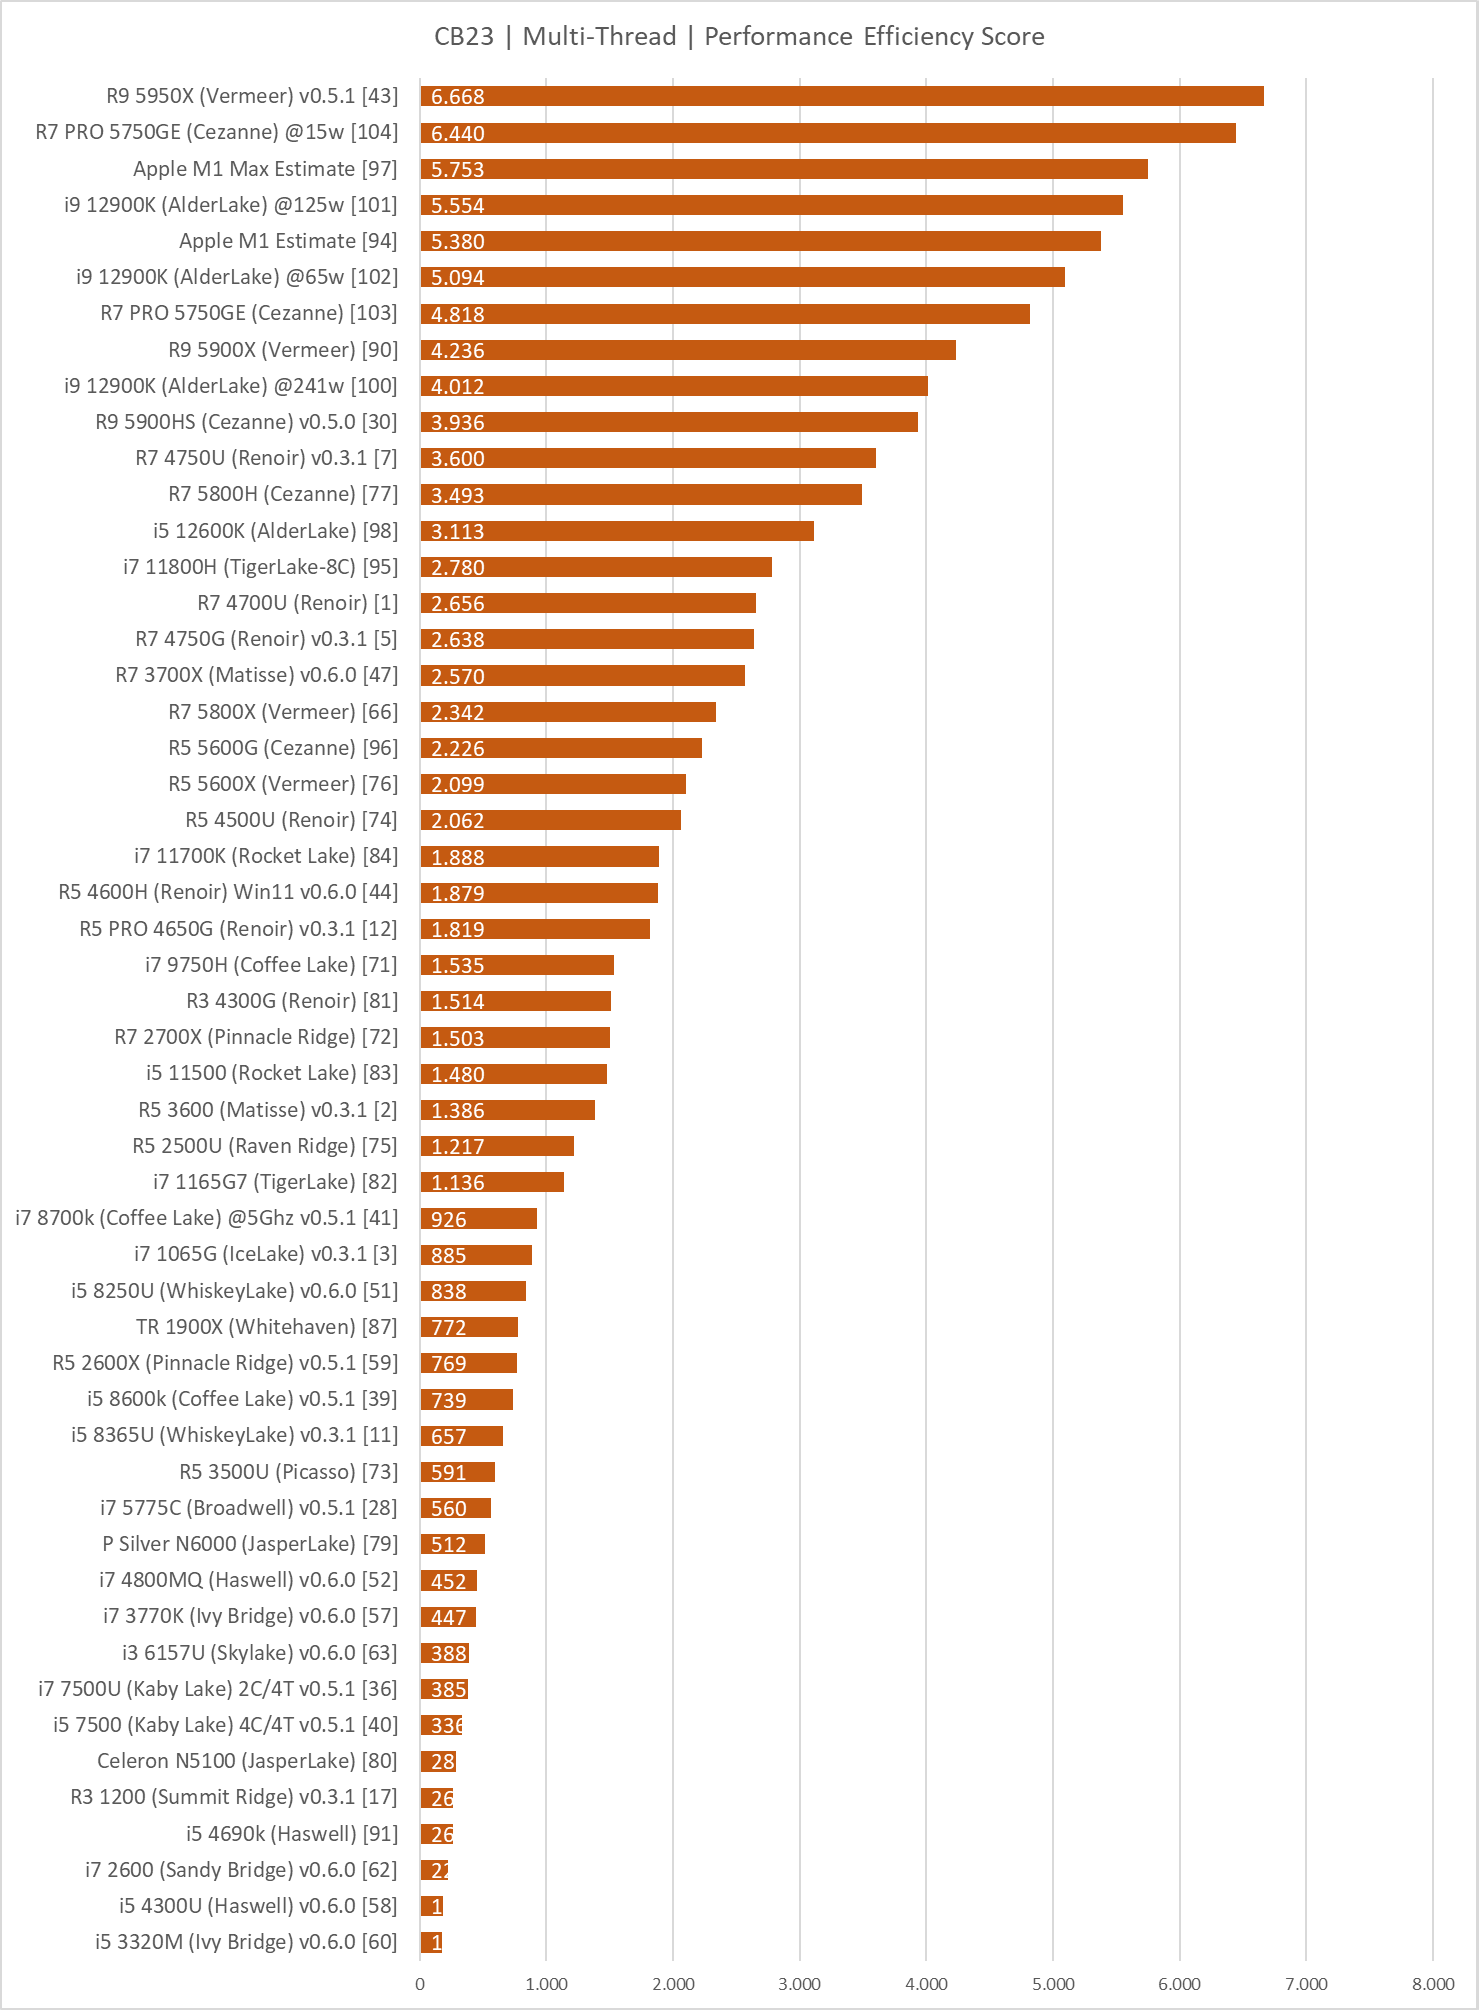 CB23 | Multi-Thread | Performance Efficiency Score
R9 5950X (Vermeer) v0.5.1 [43] 6.668
R7 PRO 5750GE (Cezanne) @15w [104] 6.440
Apple M1 Max Estimate [97] 5.753
i9 12900K (AlderLake) @125w [101] 5.554
Apple M1 Estimate [94] 5.380
i9 12900K (AlderLake) @65w [102] 5.094
R7 PRO 5750GE (Cezanne) [103] 4.818
R9 5900X (Vermeer) [90] 4.236
i9 12900K (AlderLake) @241w [100] 4.012
R9 5900HS (Cezanne) v0.5.0 [30] 3.936
R7 4750U (Renoir) v0.3.1 [7] 3.600
R7 5800H (Cezanne) [77] 3.493
i5 12600K (AlderLake) [98] 3.113
i7 11800H (TigerLake-8C) [95] 2.780
R7 4700U (Renoir) [1] 2.656
R7 4750G (Renoir) v0.3.1 [5] 2.638
R7 3700X (Matisse) v0.6.0 [47] 2.570
R7 5800X (Vermeer) [66] 2.342
R5 5600G (Cezanne) [96] 2.226
R5 5600X (Vermeer) [76] 2.099
R5 4500U (Renoir) [74] 2.062
i7 11700K (Rocket Lake) [84] 1.888
R5 4600H (Renoir) Win11 v0.6.0 [44] 1.879
R5 PRO 4650G (Renoir) v0.3.1 [12] 1.819
i7 9750H (Coffee Lake) [71] 1.535
R3 4300G (Renoir) [81] 1.514
R7 2700X (Pinnacle Ridge) [72] 1.503
i5 11500 (Rocket Lake) [83] 1.480
R5 3600 (Matisse) v0.3.1 [2] 1.386
R5 2500U (Raven Ridge) [75] 1.217
i7 1165G7 (TigerLake) [82] 1.136
i7 8700k (Coffee Lake) @5Ghz v0.5.1 [41] 926
i7 1065G (IceLake) v0.3.1 [3] 885
i5 8250U (WhiskeyLake) v0.6.0 [51] 838
TR 1900X (Whitehaven) [87] 772
R5 2600X (Pinnacle Ridge) v0.5.1 [59] 769
i5 8600k (Coffee Lake) v0.5.1 [39] 739
i5 8365U (WhiskeyLake) v0.3.1 [11] 657
R5 3500U (Picasso) [73] 591
i7 5775C (Broadwell) v0.5.1 [28] 560
P Silver N6000 (JasperLake) [79] 512
i7 4800MQ (Haswell) v0.6.0 [52] 452
i7 3770K (Ivy Bridge) v0.6.0 [57] 447
i3 6157U (Skylake) v0.6.0 [63] 388
i7 7500U (Kaby Lake) 2C/4T v0.5.1 [36] 385
i5 7500 (Kaby Lake) 4C/4T v0.5.1 [40] 336
Celeron N5100 (JasperLake) [80]
R3 1200 (Summit Ridge) v0.3.1 [17]
i5 4690k (Haswell) [91]
i7 2600 (Sandy Bridge) v0.6.0 [62]
i5 4300U (Haswell) v0.6.0 [58]
i5 3320M (Ivy Bridge) v0.6.0 [60]
0 1.000 2.000 3.000 4.000 5.000 6.000 7.000 8.000